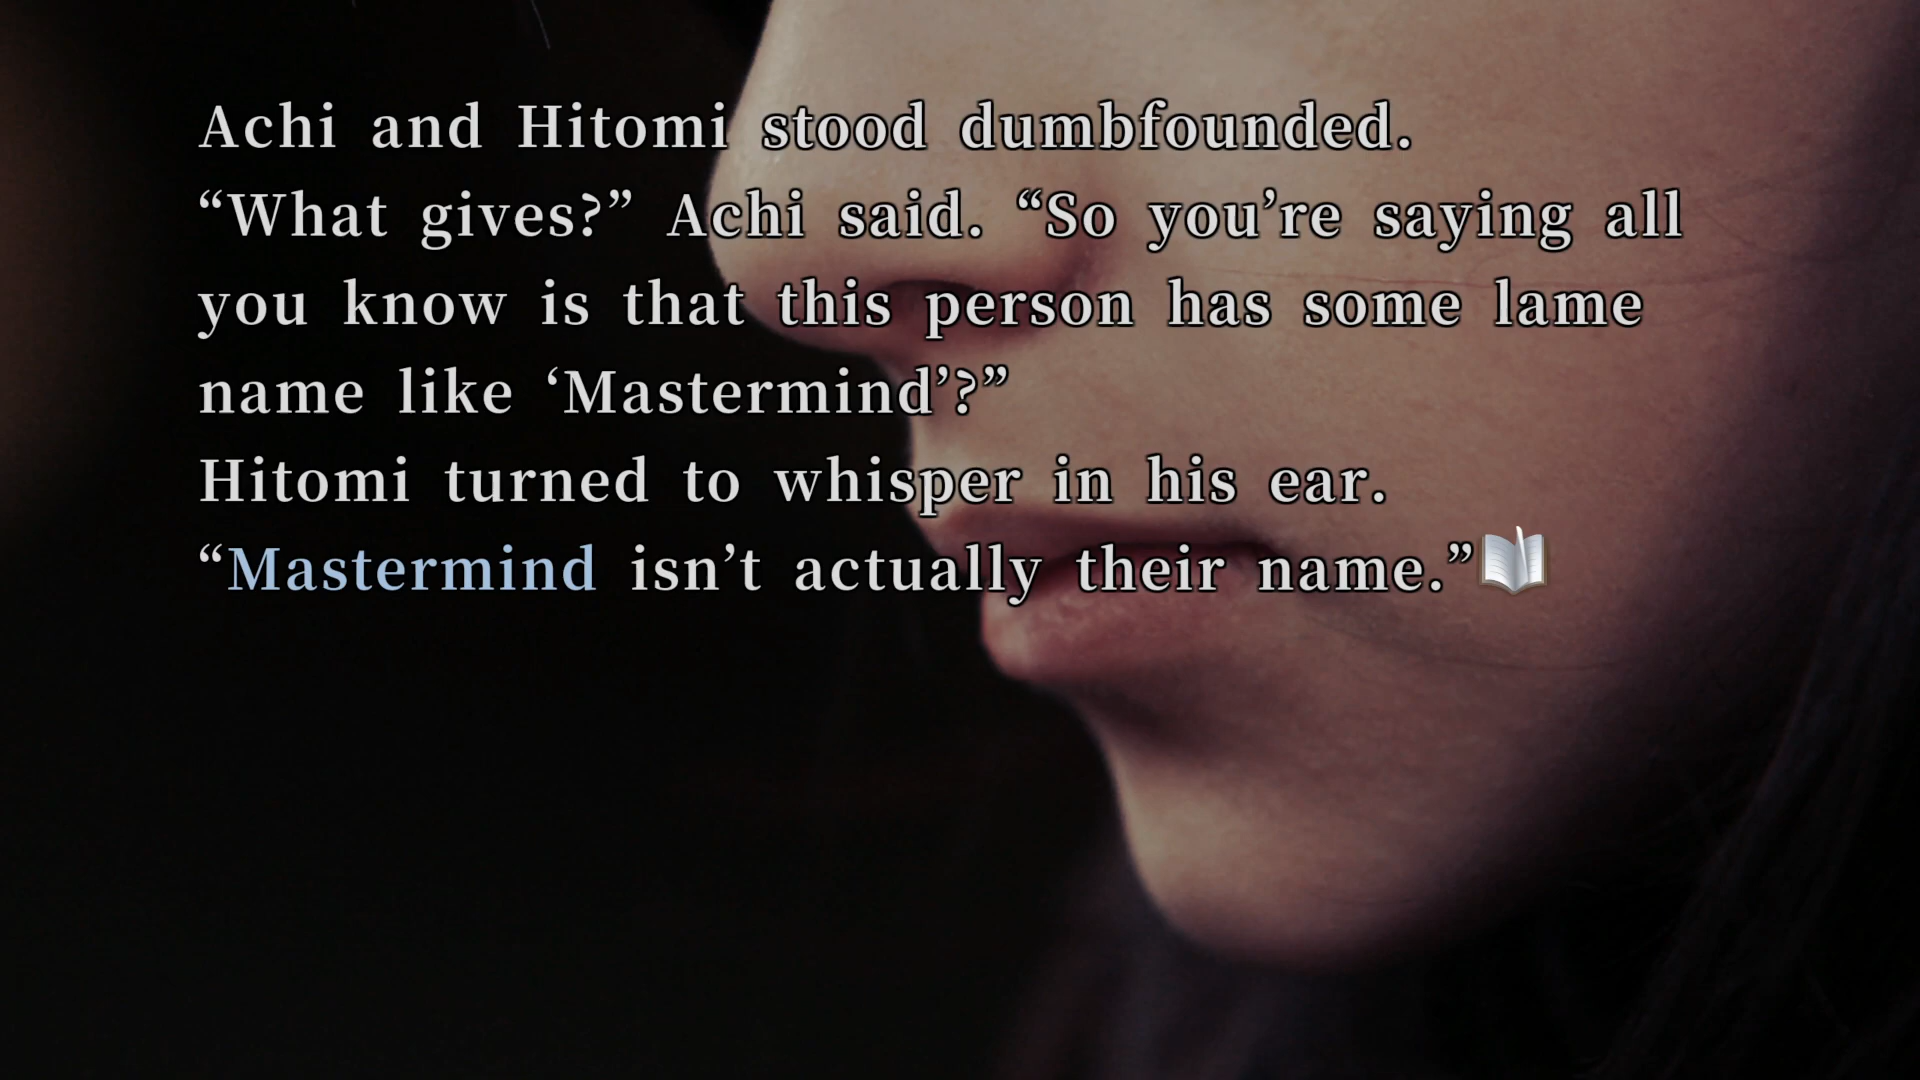 Achi and Hitomi stood dumbfounded.
“What gives?” Achi said. “So you’re saying all
you know is that this person has some lame
name like ‘Mastermind’?”
Hitomi turned to whisper in his ear.
“Mastermind isn’t actually their name.”